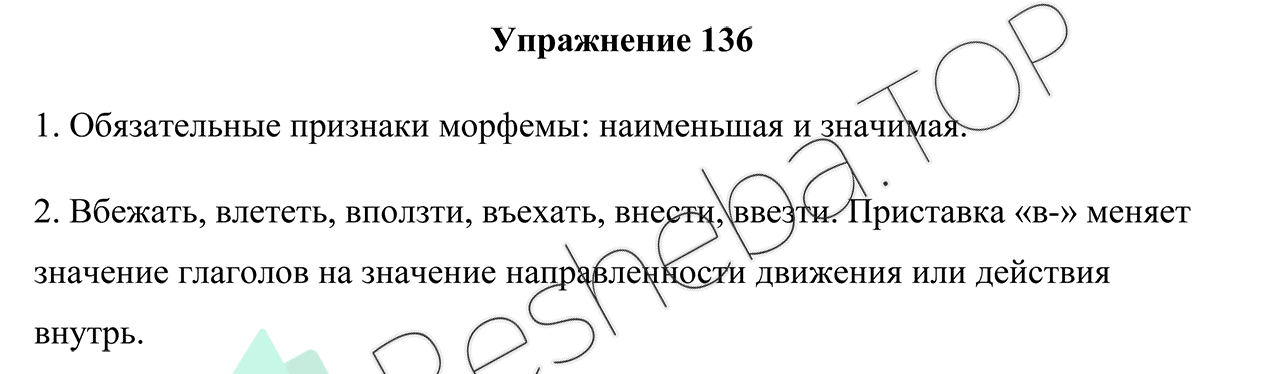 Упражнение 136
1. Обязательные признаки морфемы: наименьшая и значимая.
2. Вбежать, влететь, вползти, въехать, внести, ввезти. Приставка «в-» меняет
значение глаголов на значение направленности движения или действия
внутрь.
Resheba.TOP